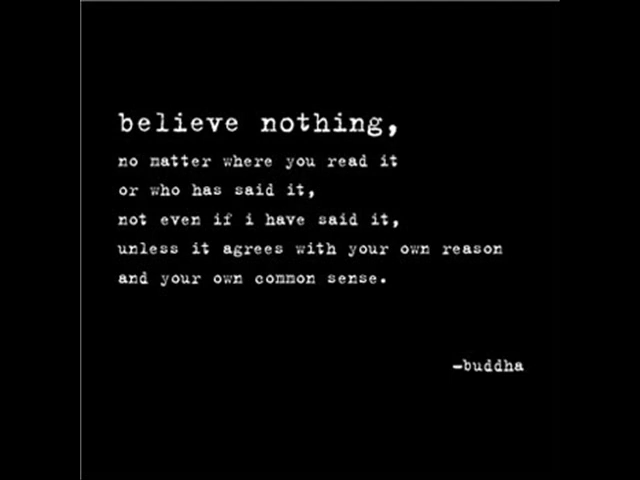 believe nothing,
no matter where you read it
or who has said it,
not even if i have said it,
unless it agrees with your own reason
and your own common sense.
—buddha